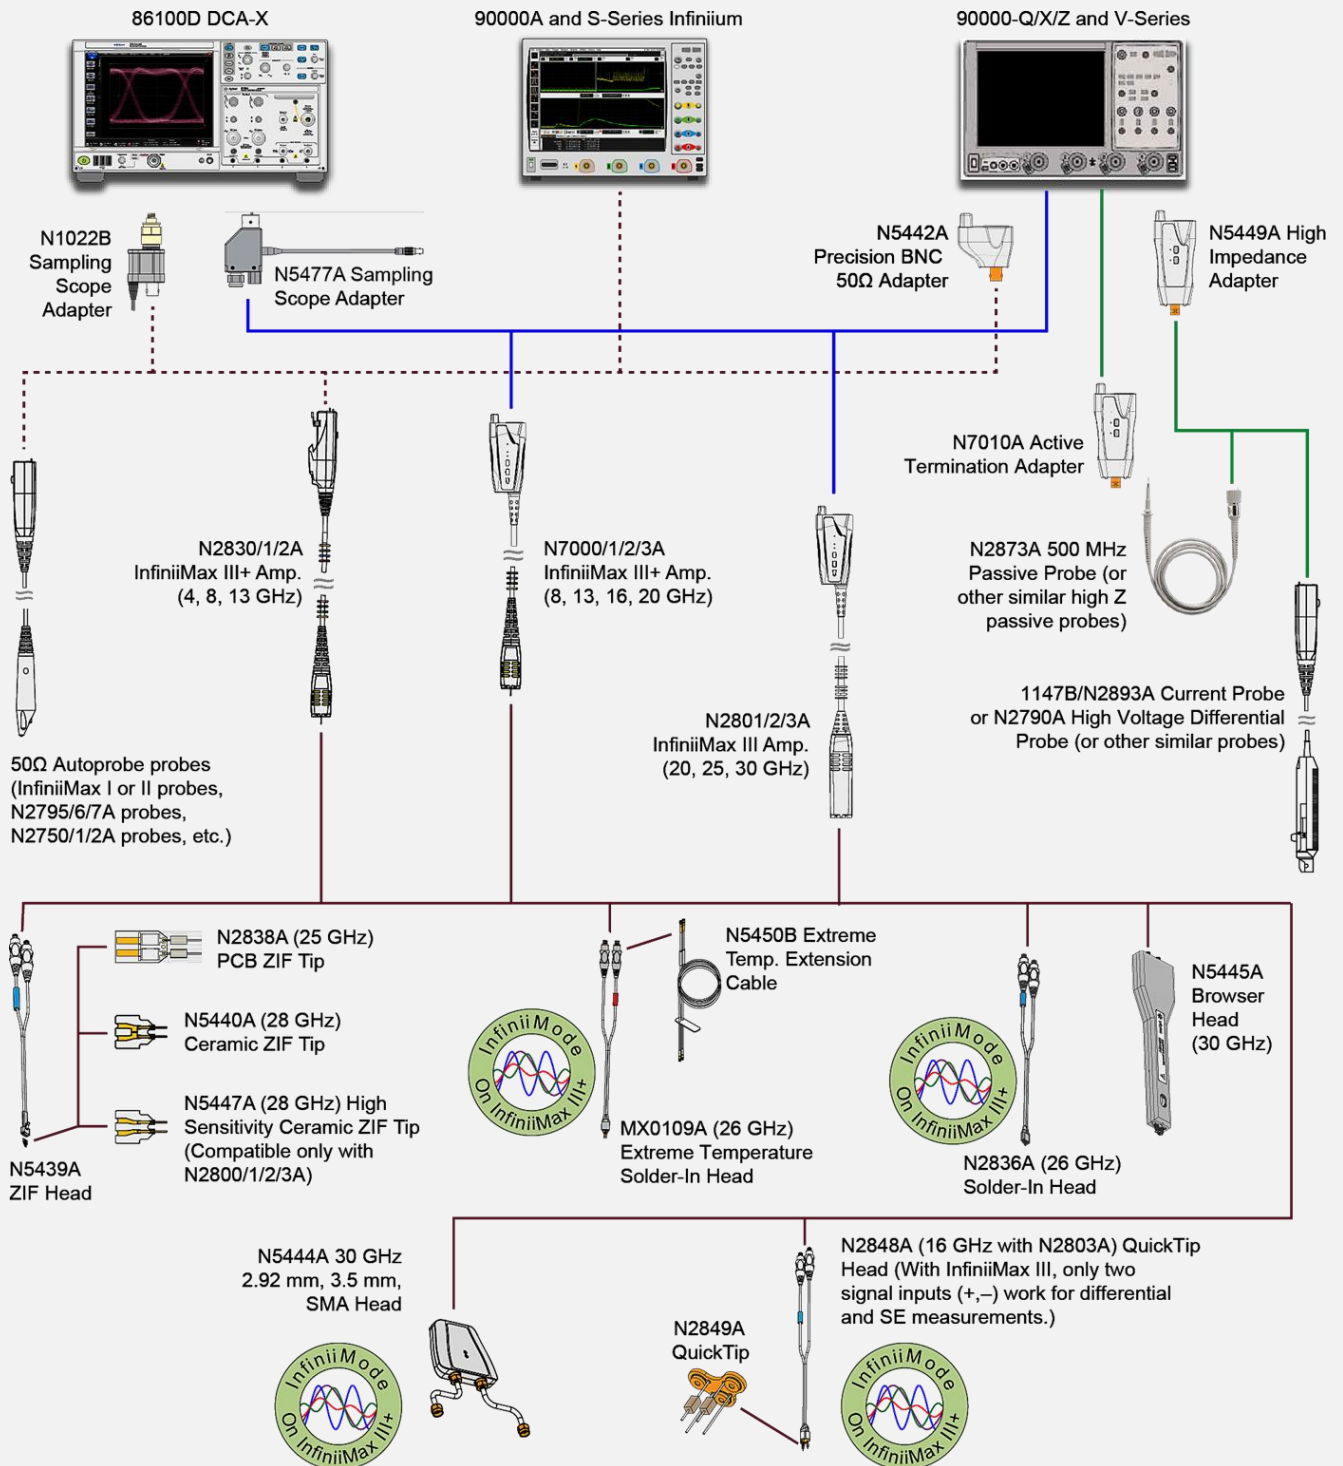 86100D DCA-X
90000A and S-Series Infiniium
90000-Q/X/Z and V-Series
N1022B
Sampling
Scope
Adapter
N5477A Sampling
Scope Adapter
N5442A
Precision BNC
50Ω Adapter
N5449A High
Impedance
Adapter
N7010A Active
Termination Adapter
N2830/1/2A
InfiniiMax III+ Amp.
(4, 8, 13 GHz)
N7000/1/2/3A
InfiniiMax III+ Amp.
(8, 13, 16, 20 GHz)
N2873A 500 MHz
Passive Probe (or
other similar high Z
passive probes)
N2801/2/3A
InfiniiMax III Amp.
(20, 25, 30 GHz)
1147B/N2893A Current Probe
or N2790A High Voltage Differential
Probe (or other similar probes)
50Ω Autoprobe probes
(InfiniiMax I or II probes,
N2795/6/7A probes,
N2750/1/2A probes, etc.)
N2838A (25 GHz)
PCB ZIF Tip
N5440A (28 GHz)
Ceramic ZIF Tip
N5447A (28 GHz) High
Sensitivity Ceramic ZIF Tip
(Compatible only with
N2800/1/2/3A)
N5439A
ZIF Head
N5450B Extreme
Temp. Extension
Cable
InfiniiMode
On InfiniiMax III+
MX0109A (26 GHz)
Extreme Temperature
Solder-In Head
InfiniiMode
On InfiniiMax III+
N2836A (26 GHz)
Solder-In Head
N5445A
Browser
Head
(30 GHz)
N5444A 30 GHz
2.92 mm, 3.5 mm,
SMA Head
InfiniiMode
On InfiniiMax III+
N2849A
QuickTip
N2848A (16 GHz with N2803A) QuickTip
Head (With InfiniiMax III, only two
signal inputs (+,–) work for differential
and SE measurements.)
InfiniiMode
On InfiniiMax III+